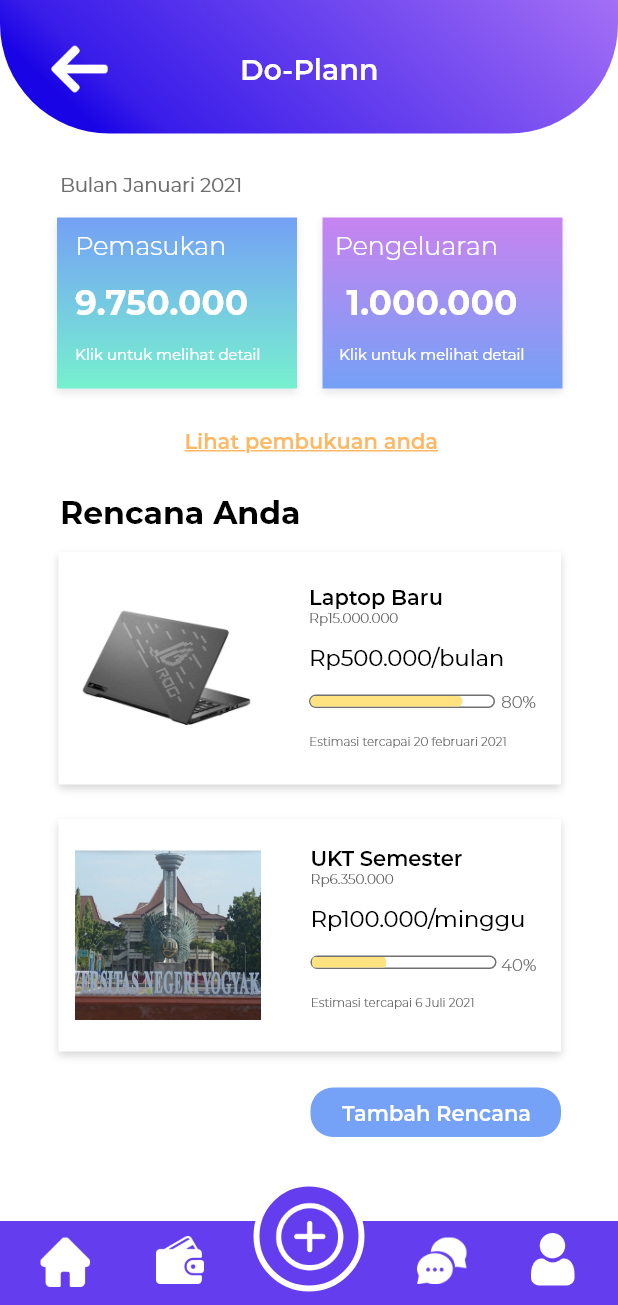 Do-Plann
Bulan Januari 2021
Pemasukan
9.750.000
Klik untuk melihat detail
Pengeluaran
1.000.000
Klik untuk melihat detail
Lihat pembukuan anda
Rencana Anda
ROG
Laptop Baru
Rp15.000.000
Rp500.000/bulan
80%
Estimasi tercapai 20 februari 2021
UKT Semester
Rp6.350.000
Rp100.000/minggu
40%
Estimasi tercapai 6 Juli 2021
ERSITAS NEGERI YOGYAK
Tambah Rencana